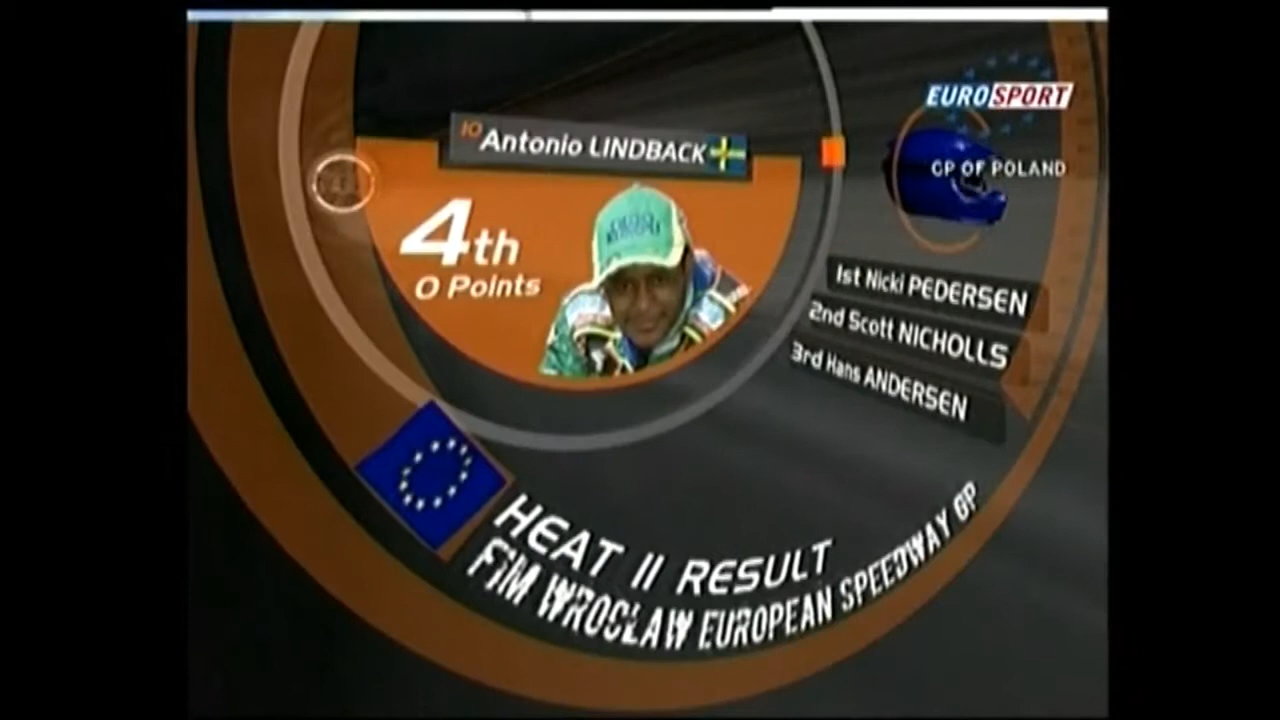 EUROSPORT
GP OF POLAND
10 Antonio LINDBACK
4th
0 Points
1st Nicki PEDERSEN
2nd Scott NICHOLLS
3rd Hans ANDERSEN
HEAT 11 RESULT
FIM WROCLAW EUROPEAN SPEEDWAY GP